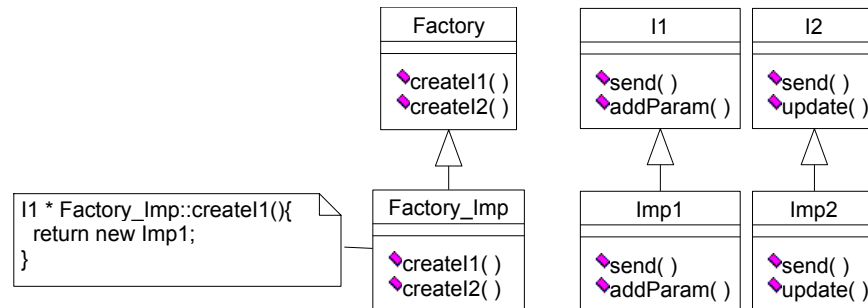 Factory
createI1( )
createI2( )
I1
send( )
addParam( )
I2
send( )
update( )
I1 * Factory_Imp::createI1(){
return new Imp1;
}
Factory_Imp
createI1( )
createI2( )
Imp1
send( )
addParam( )
Imp2
send( )
update( )